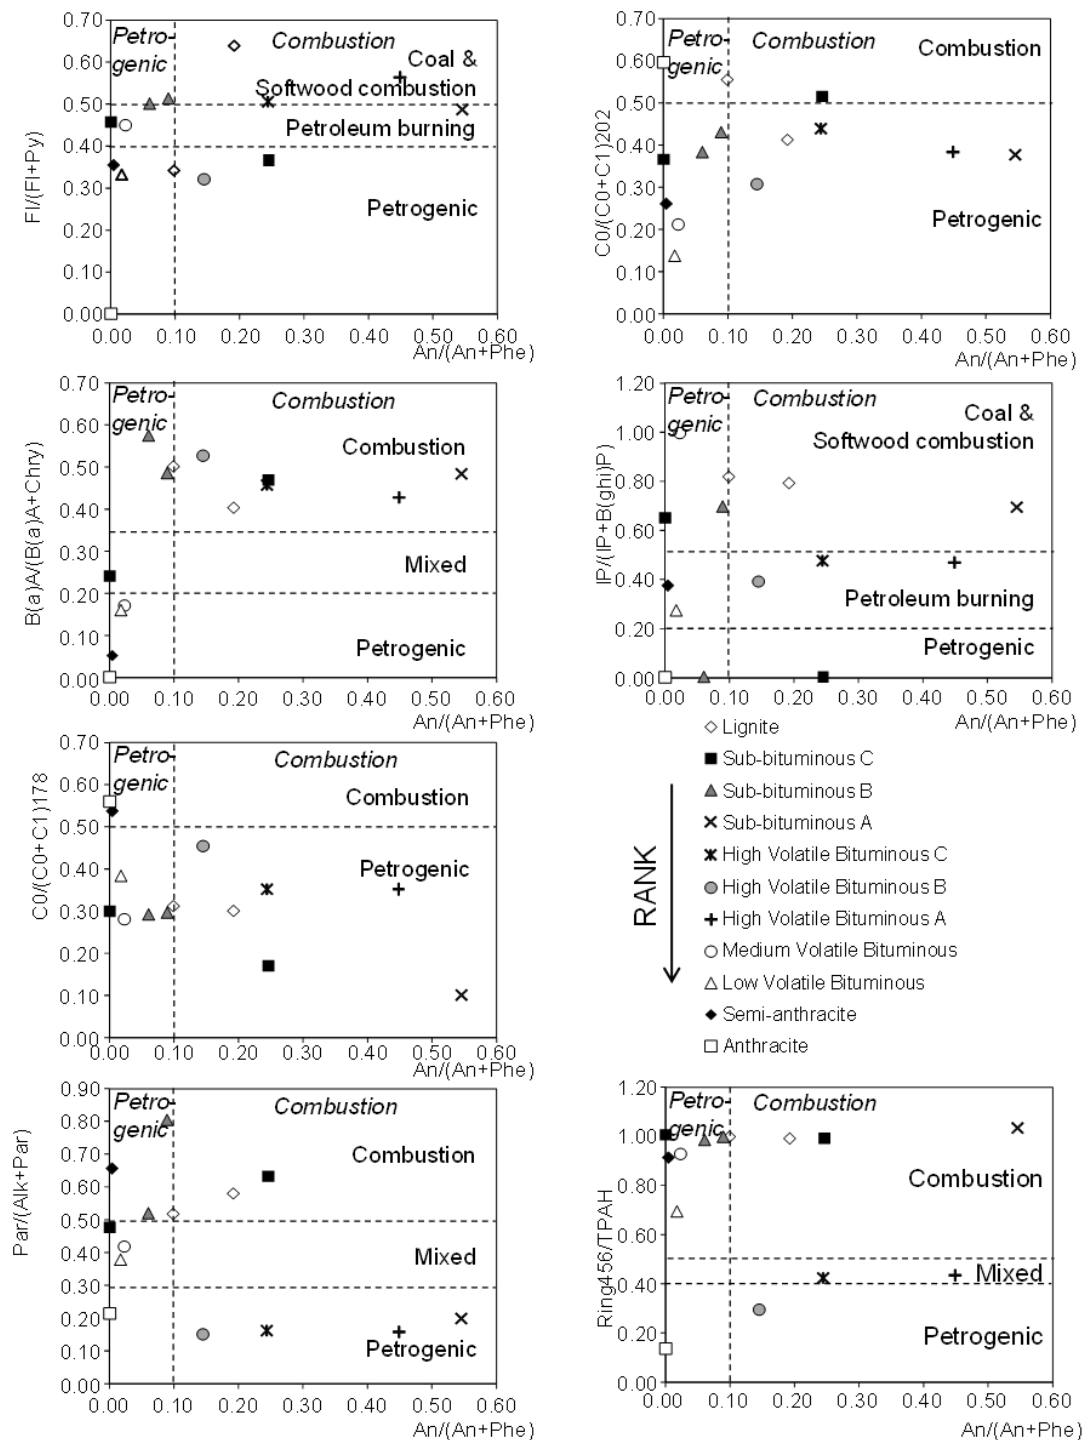 0.70
0.60
0.50
0.40
0.30
0.20
0.10
0.00
Fl/(Fl+Py)
Petro-
genic
Combustion
Coal &
Softwood combustion
Petroleum burning
Petrogenic
0.00 0.10 0.20 0.30 0.40 0.50 0.60
An/(An+Phe)
0.70
0.60
0.50
0.40
0.30
0.20
0.10
0.00
C0/(C0+C1)202
Petro-
genic
Combustion
Combustion
Petrogenic
0.00 0.10 0.20 0.30 0.40 0.50 0.60
An/(An+Phe)
0.70
0.60
0.50
0.40
0.30
0.20
0.10
0.00
B(a)A/(B(a)A+Chry)
Petro-
genic
Combustion
Combustion
Mixed
Petrogenic
0.00 0.10 0.20 0.30 0.40 0.50 0.60
An/(An+Phe)
1.20
1.00
0.80
0.60
0.40
0.20
0.00
IP/(IP+B(ghi)P)
Petro-
genic
Combustion
Coal &
Softwood combustion
Petroleum burning
Petrogenic
0.00 0.10 0.20 0.30 0.40 0.50 0.60
An/(An+Phe)
0.70
0.60
0.50
0.40
0.30
0.20
0.10
0.00
C0/(C0+C1)178
Petro-
genic
Combustion
Combustion
Petrogenic
0.00 0.10 0.20 0.30 0.40 0.50 0.60
An/(An+Phe)
RANK
Lignite
Sub-bituminous C
Sub-bituminous B
Sub-bituminous A
High Volatile Bituminous C
High Volatile Bituminous B
High Volatile Bituminous A
Medium Volatile Bituminous
Low Volatile Bituminous
Semi-anthracite
Anthracite
0.90
0.80
0.70
0.60
0.50
0.40
0.30
0.20
0.10
0.00
Par/(Alk+Par)
Petro-
genic
Combustion
Combustion
Mixed
Petrogenic
0.00 0.10 0.20 0.30 0.40 0.50 0.60
An/(An+Phe)
1.20
1.00
0.80
0.60
0.40
0.20
0.00
Ring456/TPAH
Petro-
genic
Combustion
Combustion
Mixed
Petrogenic
0.00 0.10 0.20 0.30 0.40 0.50 0.60
An/(An+Phe)